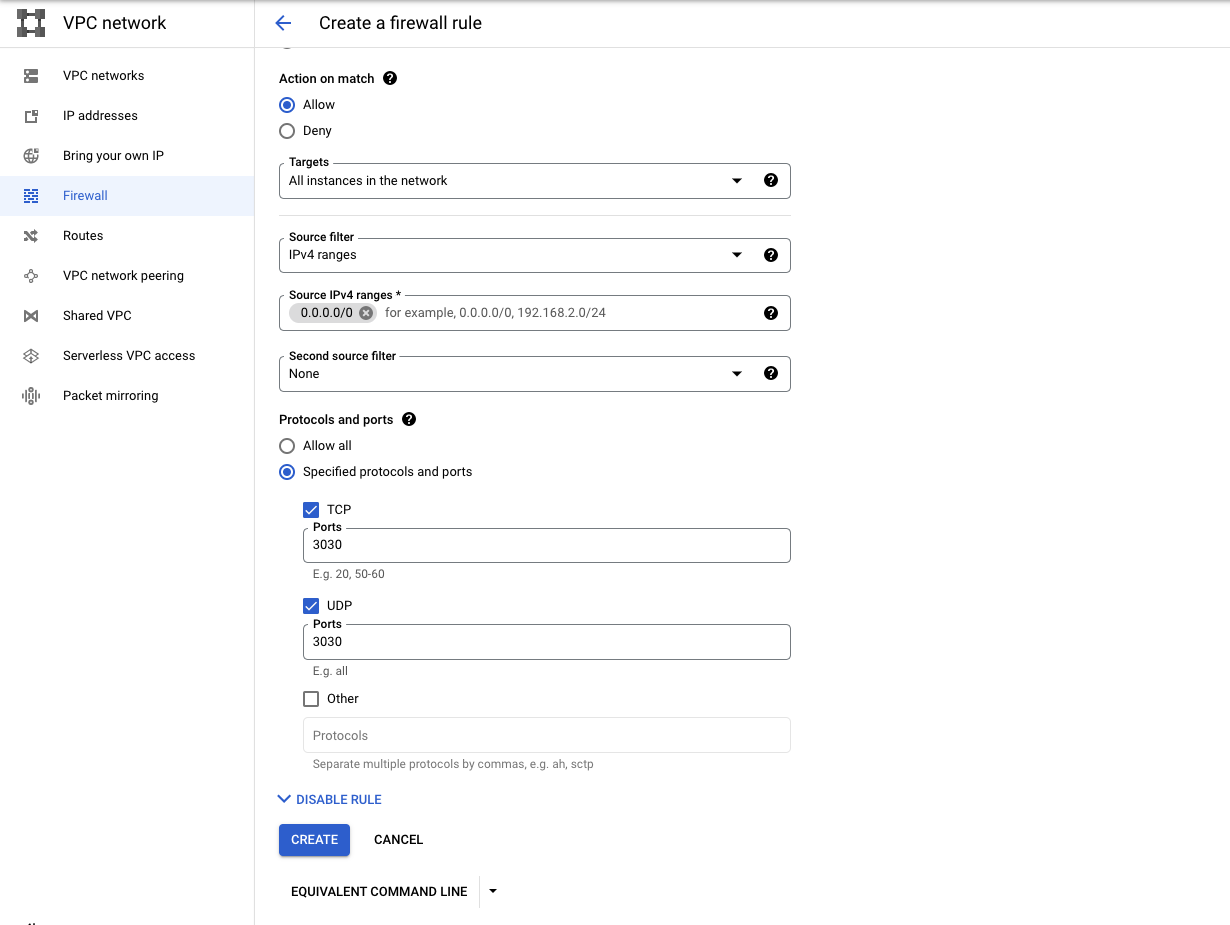 VPC network
Create a firewall rule
VPC networks
IP addresses
Bring your own IP
Firewall
Routes
VPC network peering
Shared VPC
Serverless VPC access
Packet mirroring
Action on match
Allow
Deny
Targets
All instances in the network
Source filter
IPv4 ranges
Source IPv4 ranges *
0.0.0.0/0 for example, 0.0.0.0/0, 192.168.2.0/24
Second source filter
None
Protocols and ports
Allow all
Specified protocols and ports
TCP
Ports
3030
E.g. 20, 50-60
UDP
Ports
3030
E.g. all
Other
Protocols
Separate multiple protocols by commas, e.g. ah, sctp
DISABLE RULE
CREATE CANCEL
EQUIVALENT COMMAND LINE